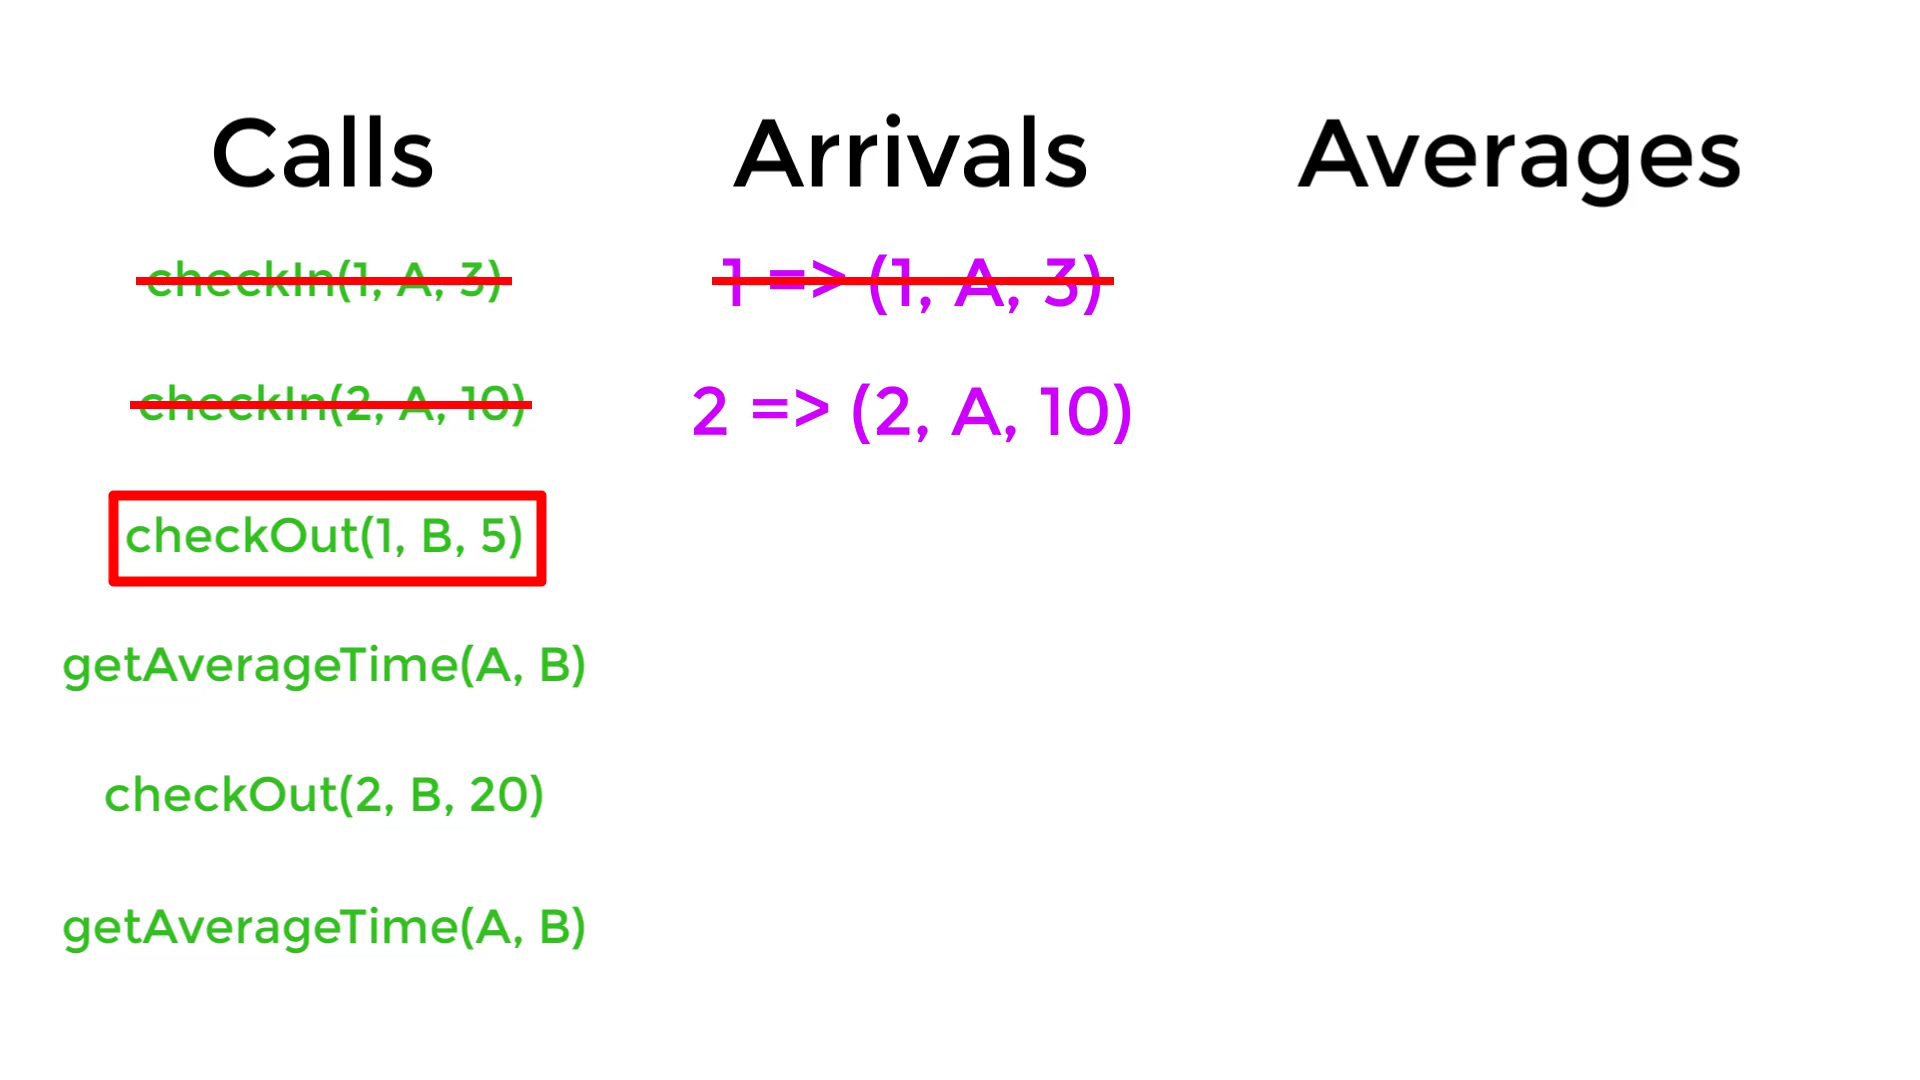 Calls
Arrivals
Averages
checkIn(1, A, 3)
1 => (1, A, 3)
checkIn(2, A, 10)
2 => (2, A, 10)
checkOut(1, B, 5)
getAverageTime(A, B)
checkOut(2, B, 20)
getAverageTime(A, B)